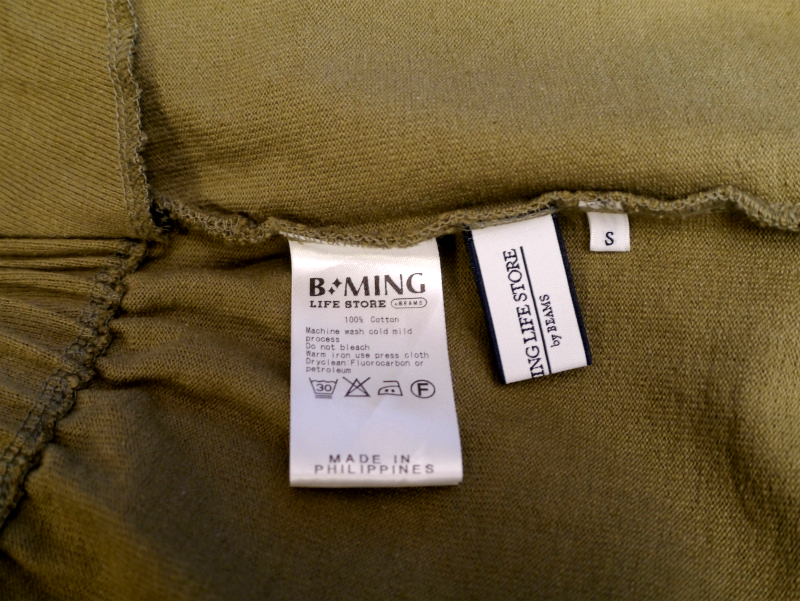 B✦MING
LIFE STORE by BEAMS
100% Cotton
Machine wash cold mild
process
Do not bleach
Warm iron use press cloth
Dryclean:Fluorocarbon or
petroleum
30 F
MADE IN
PHILIPPINES
ING LIFE STORE
by BEAMS
S